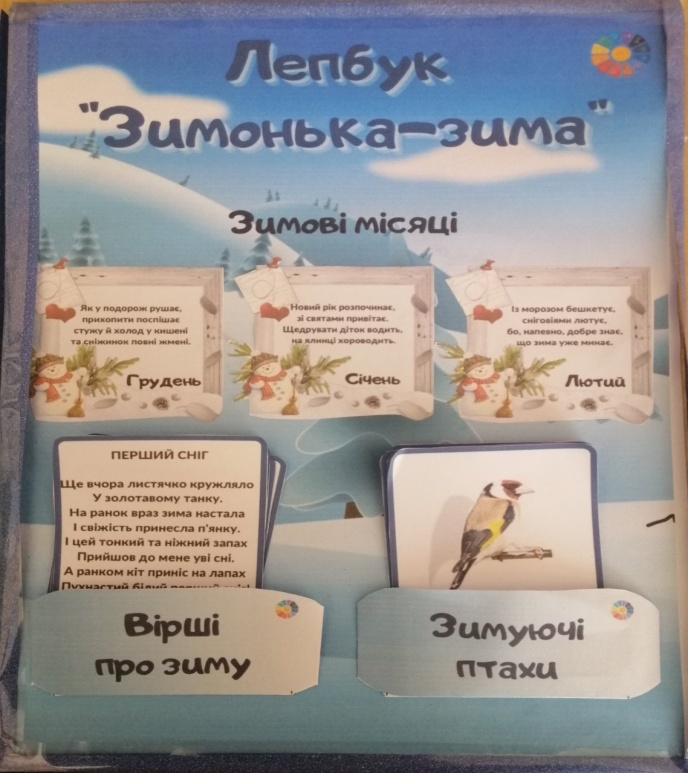 Лепбук
"Зимонька-зима"
Зимові місяці
Як у подорож рушає,
прихопити поспішає
стужу й холод у кишені
та сніжинок повні жмені.
Грудень
Новий рік розпочинає,
зі святами привітає.
Щедрувати діток водить,
на ялинці хороводить.
Січень
Із морозом бешкетує,
сніговіями лютує,
бо, напевно, добре знає,
що зима уже минає.
Лютий
ПЕРШИЙ СНІГ
Ще вчора листячко кружляло
У золотавому танку.
На ранок враз зима настала
І свіжість принесла п'янку.
І цей тонкий та ніжний запах
Прийшов до мене уві сні.
А ранком кіт приніс на лапах
Пухнастий білий перший сніг!
Вірші
про зиму
Зимуючі
птахи